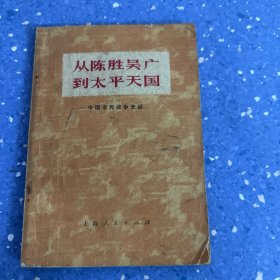 从陈胜吴广
到太平天国
——中国农民战争史话
上海人民出版社